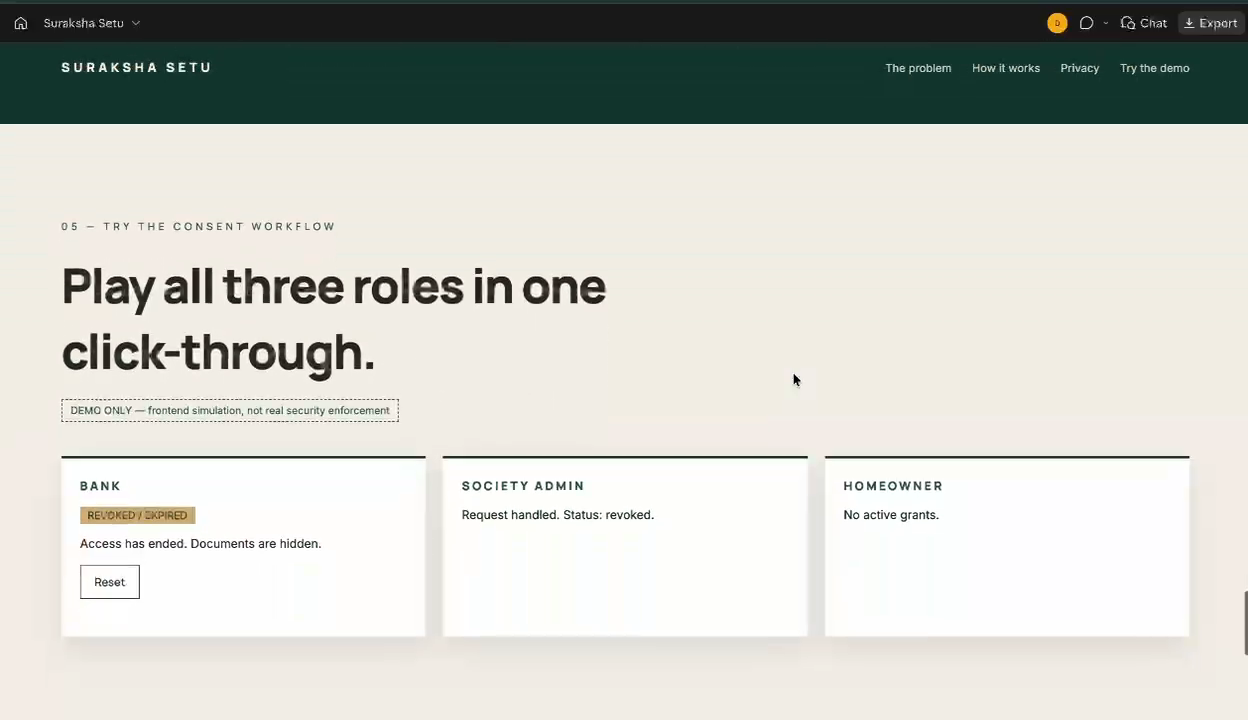 Suraksha Setu
D
Chat
Export
SURAKSHA SETU
The problem
How it works
Privacy
Try the demo
05 — TRY THE CONSENT WORKFLOW
Play all three roles in one
click-through.
DEMO ONLY — frontend simulation, not real security enforcement
BANK
REVOKED / EXPIRED
Access has ended. Documents are hidden.
Reset
SOCIETY ADMIN
Request handled. Status: revoked.
HOMEOWNER
No active grants.